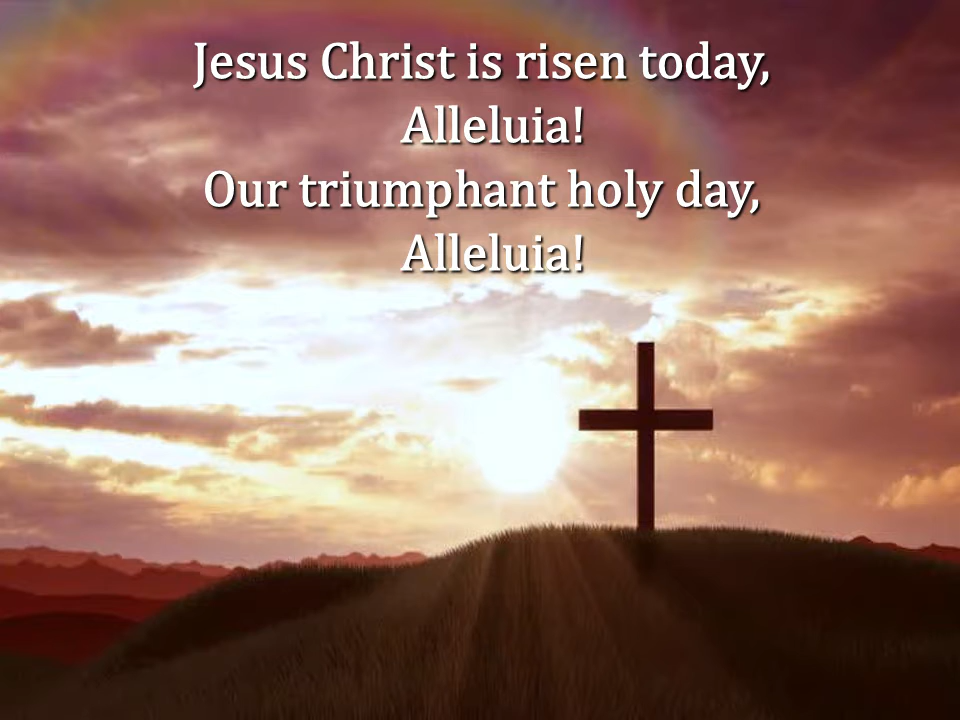 Jesus Christ is risen today,
Alleluia!
Our triumphant holy day,
Alleluia!